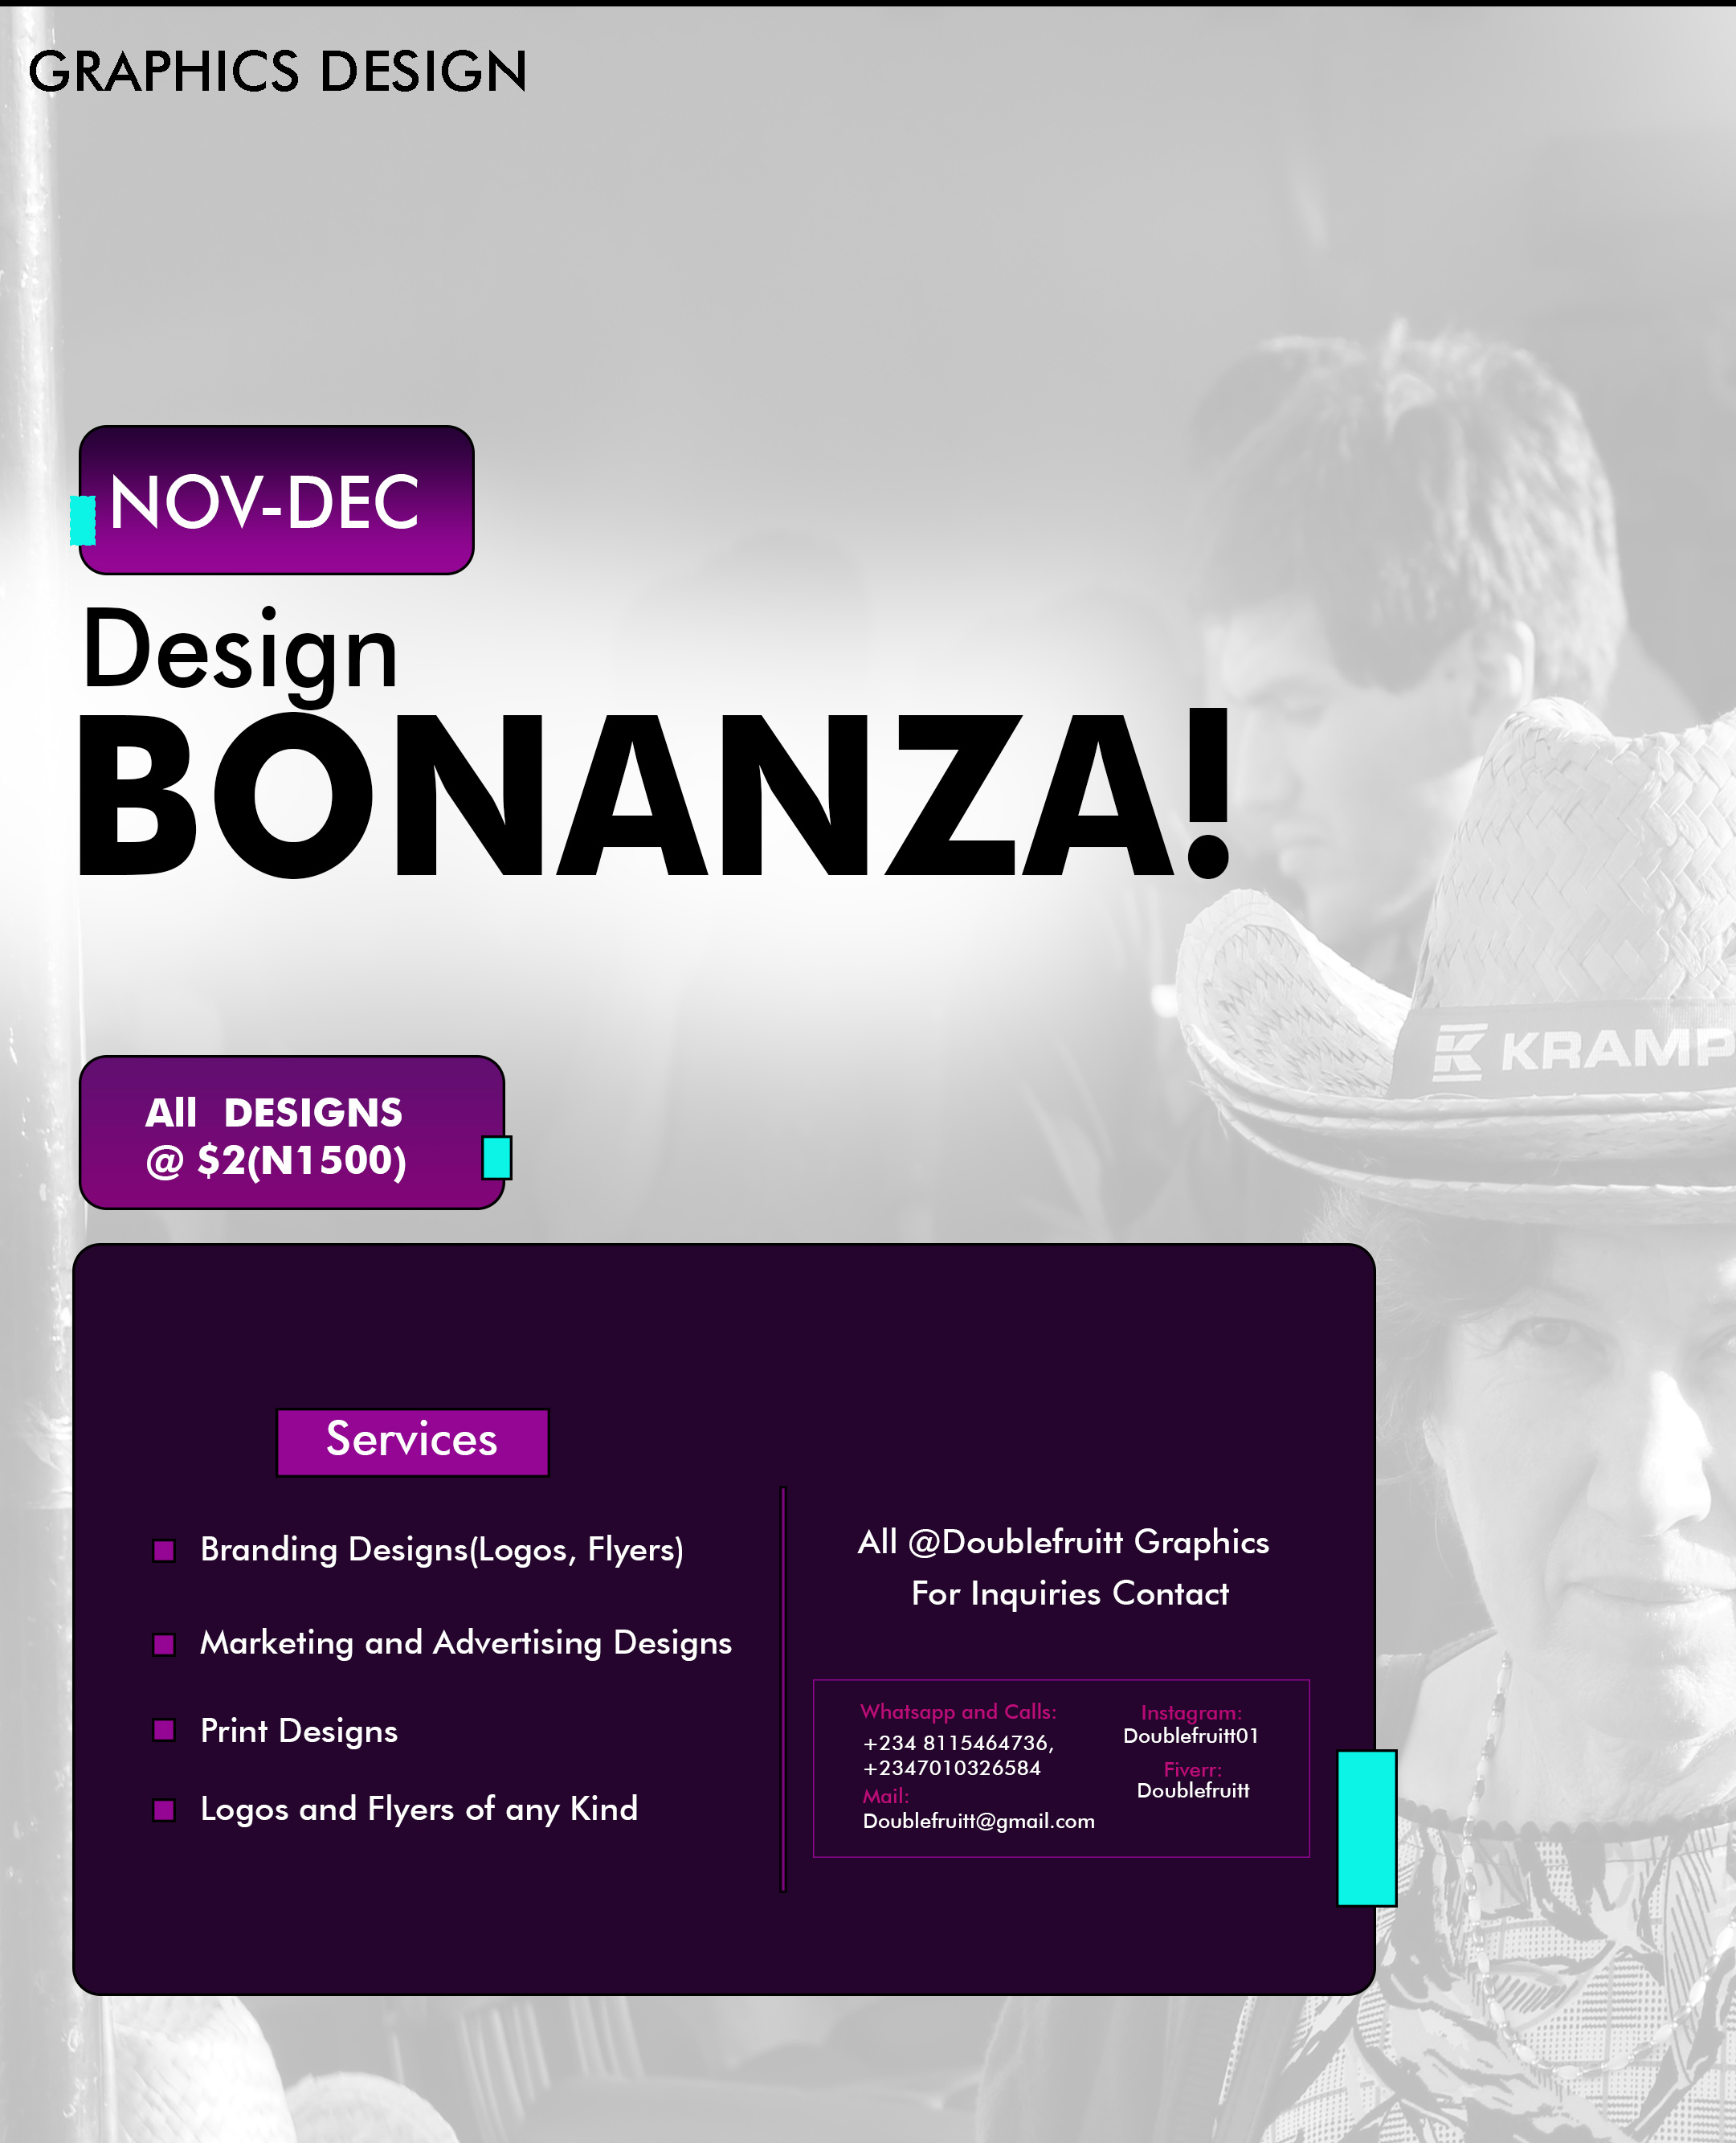 GRAPHICS DESIGN
NOV-DEC
Design
BONANZA!
KRAMP
All DESIGNS
@ $2(N1500)
Services
Branding Designs(Logos, Flyers)
Marketing and Advertising Designs
Print Designs
Logos and Flyers of any Kind
All @Doublefruitt Graphics
For Inquiries Contact
Whatsapp and Calls:
+234 8115464736,
+2347010326584
Mail:
Doublefruitt@gmail.com
Instagram:
Doublefruitt01
Fiverr:
Doublefruitt